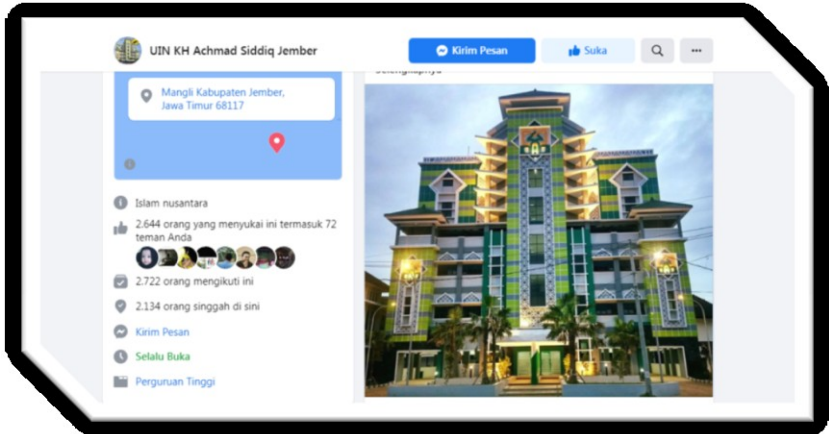 UIN KH Achmad Siddiq Jember
Kirim Pesan
Suka
Mangli Kabupaten Jember,
Jawa Timur 68117
Islam nusantara
2.644 orang yang menyukai ini termasuk 72
teman Anda
2.722 orang mengikuti ini
2.134 orang singgah di sini
Kirim Pesan
Selalu Buka
Perguruan Tinggi